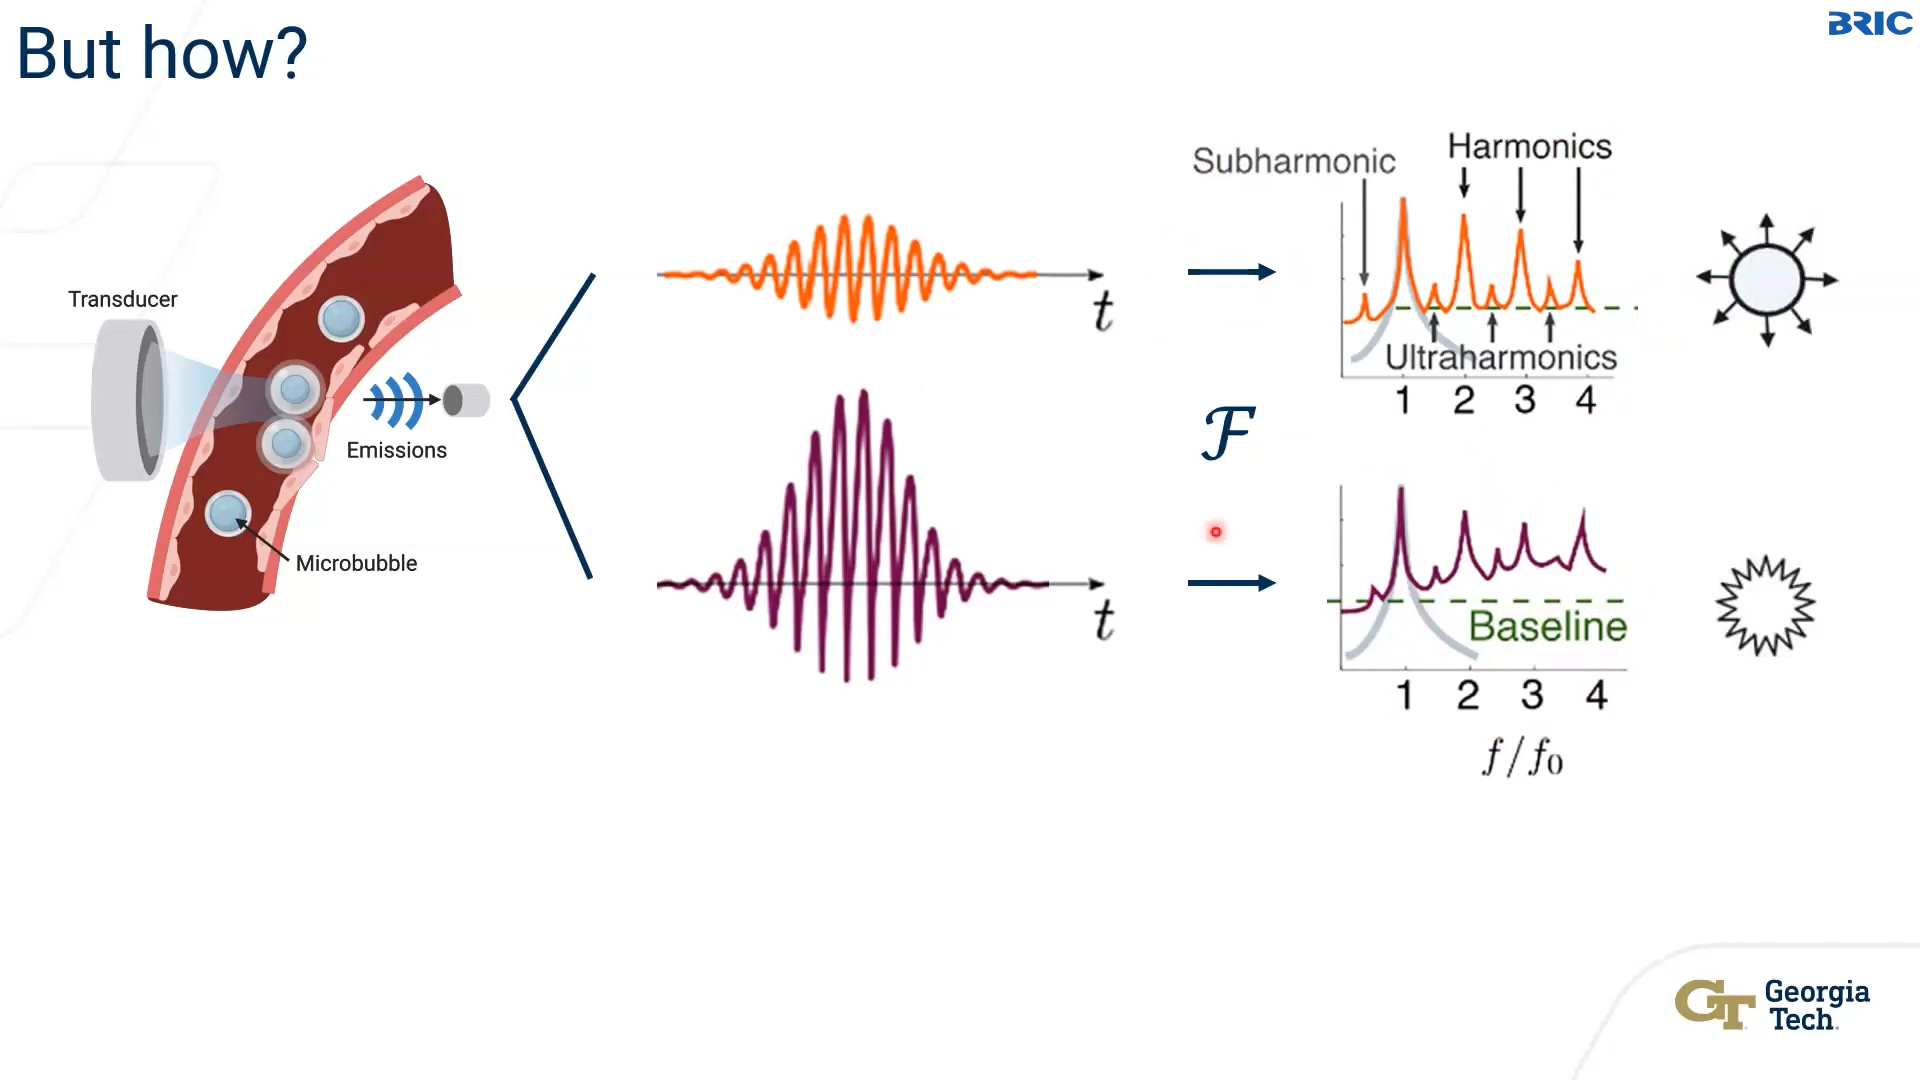 But how?
BRIC
Transducer
Emissions
Microbubble
t
t
ℱ
Subharmonic
Harmonics
Ultraharmonics
1 2 3 4
Baseline
1 2 3 4
f/f₀
GT Georgia
Tech.